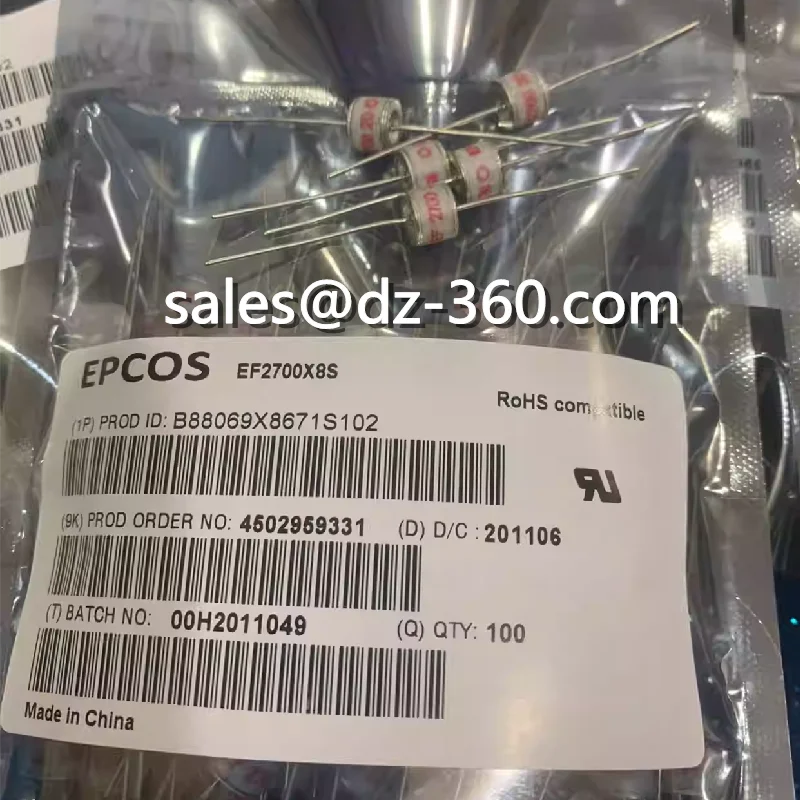 sales@dz-360.com
EPCOS EF2700X8S
RoHS compatible
(1P) PROD ID: B88069X8671S102
(9K) PROD ORDER NO: 4502959331 (D) D/C : 201106
(T) BATCH NO: 00H2011049 (Q) QTY: 100
Made in China